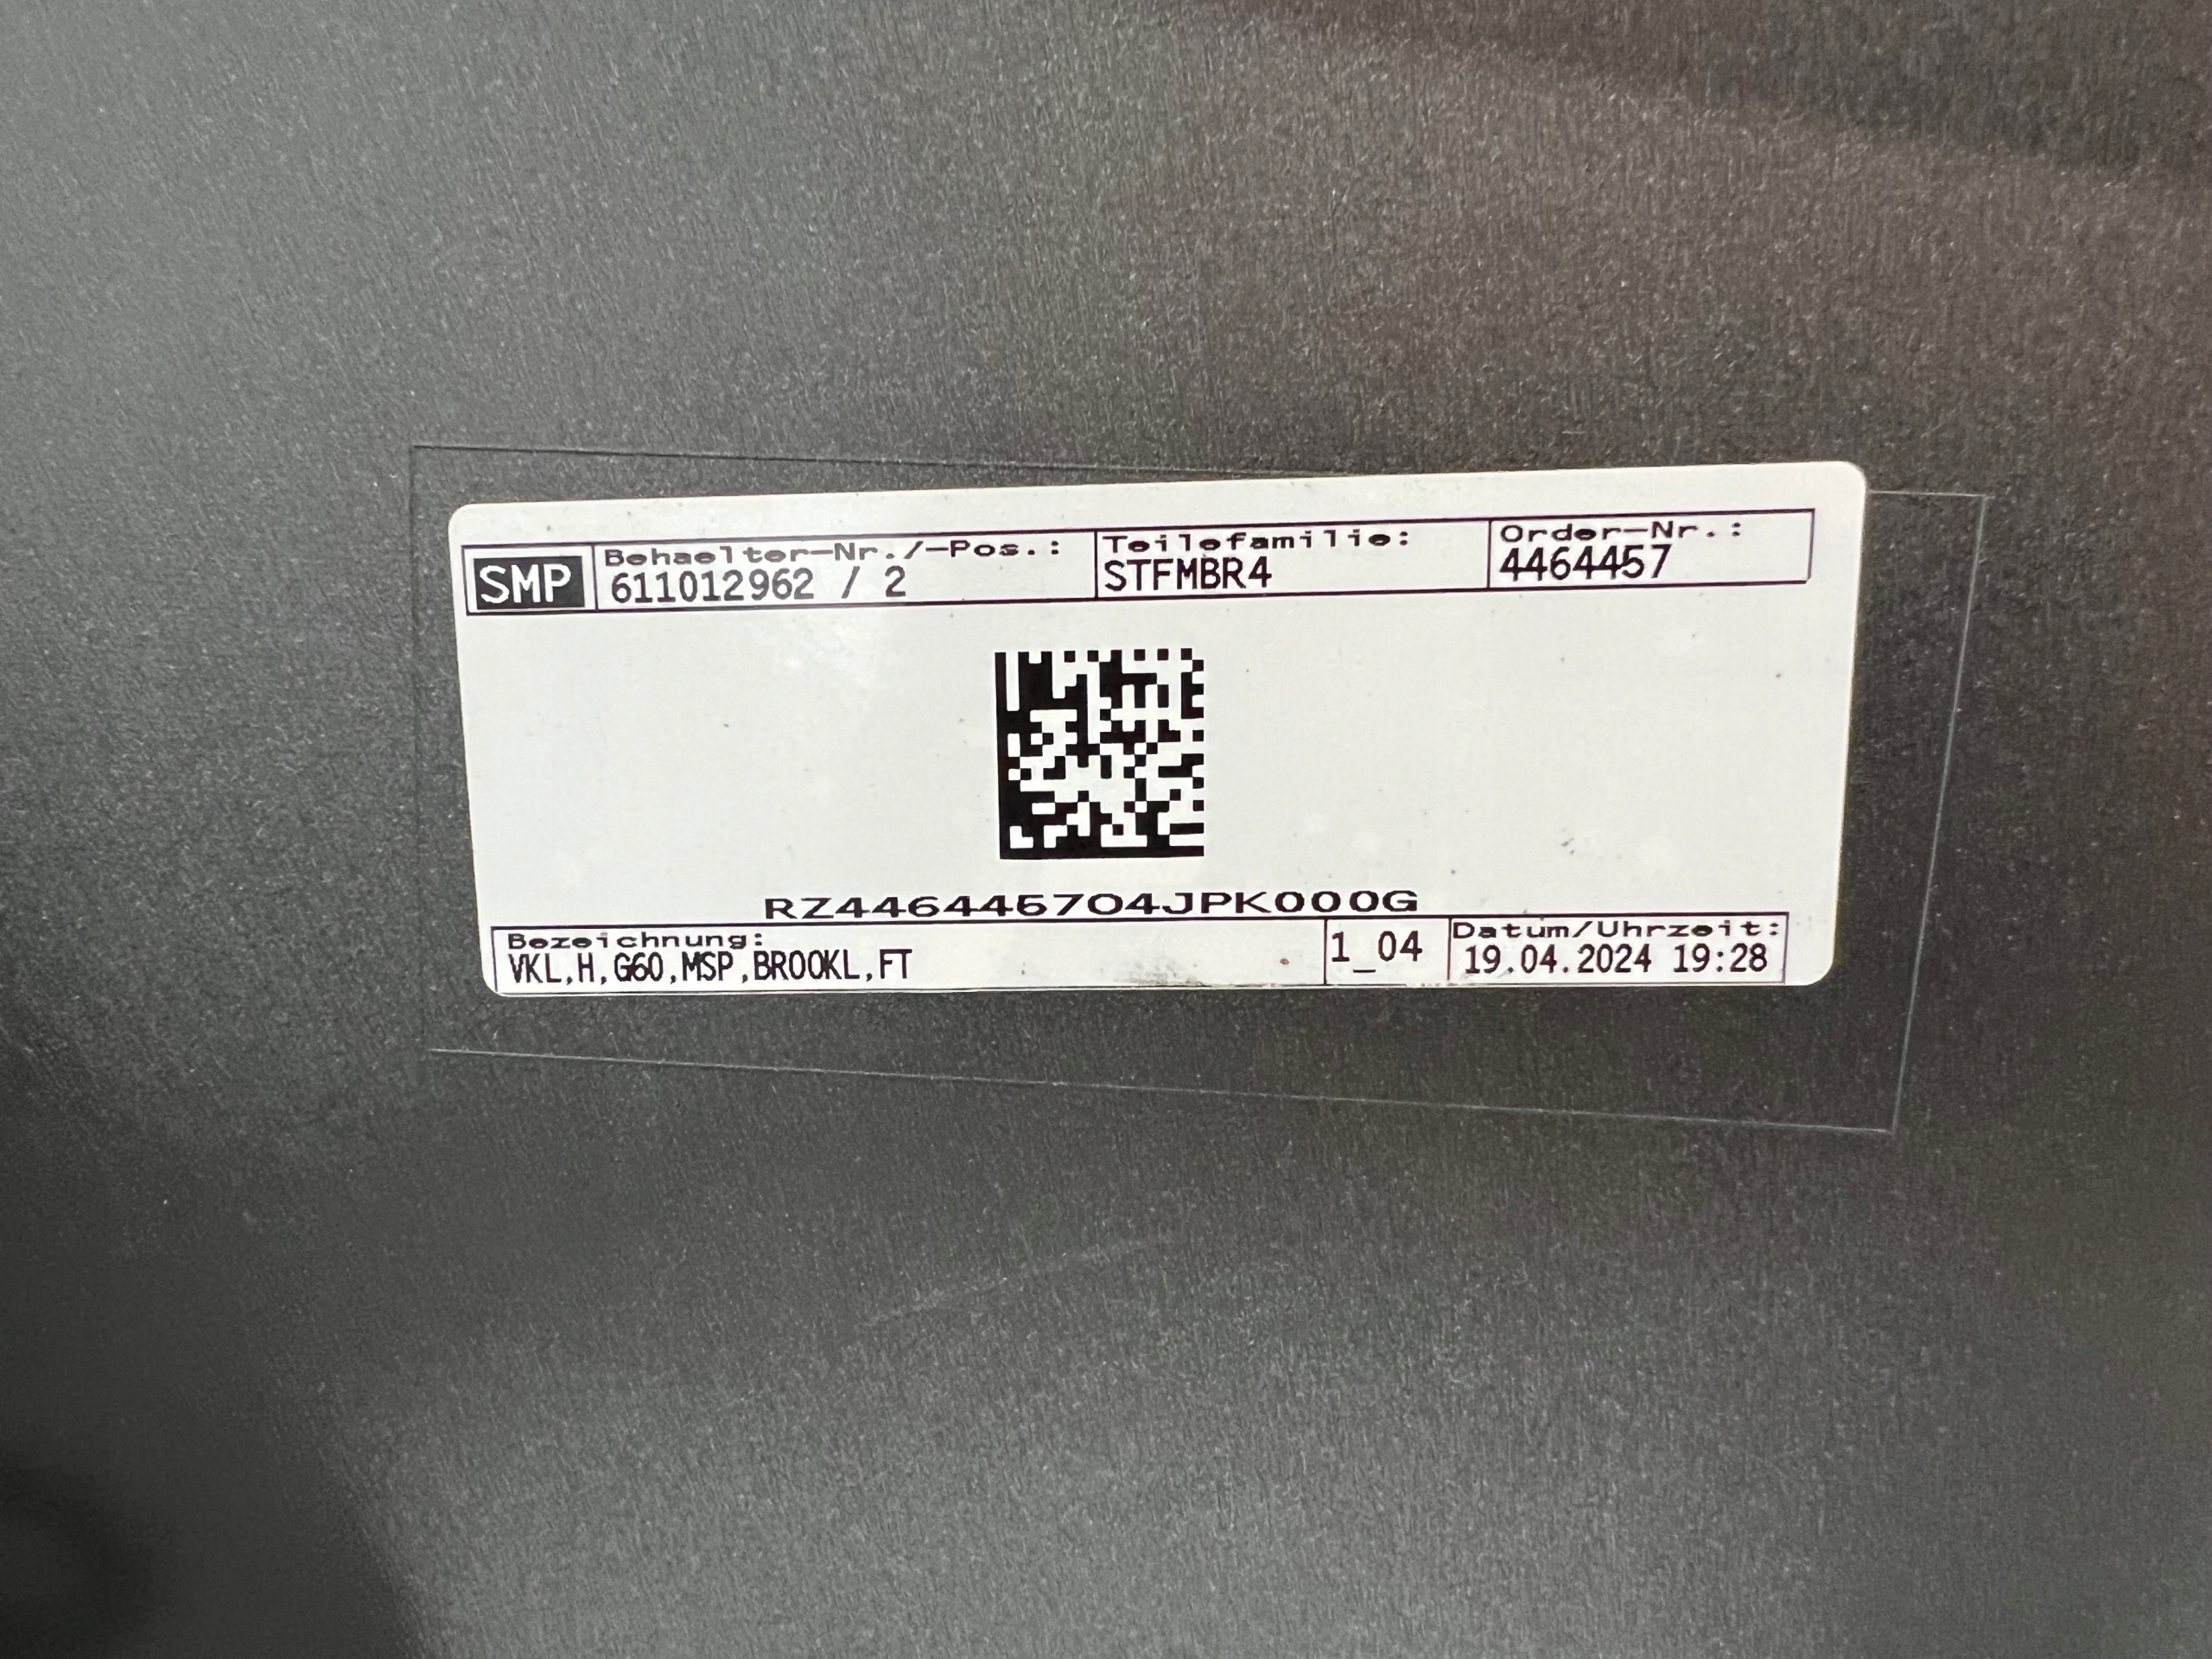 SMP
Behaelter-Nr./-Pos.:
611012962 / 2
Teilefamilie:
STFMBR4
Order-Nr.:
4464457
RZ446445704JPK000G
Bezeichnung:
VKL,H,G60,MSP,BROOKL,FT
1_04
Datum/Uhrzeit:
19.04.2024 19:28